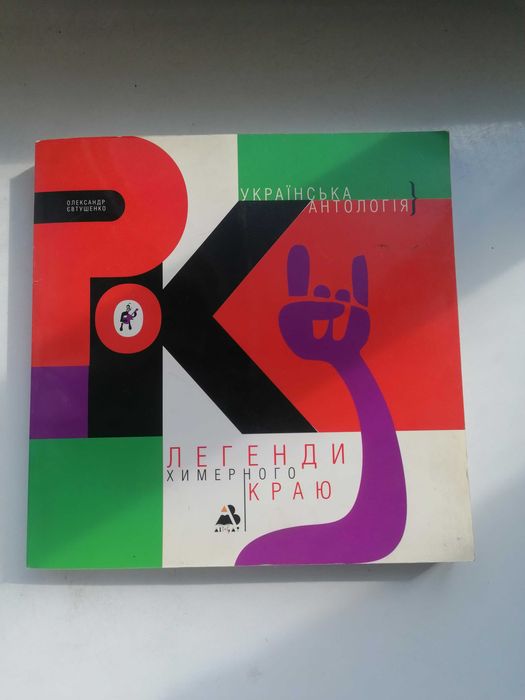 ОЛЕКСАНДР
ЄВТУШЕНКО
УКРАЇНСЬКА
АНТОЛОГІЯ}
РОК
ЛЕГЕНДИ
ХИМЕРНОГО
КРАЮ